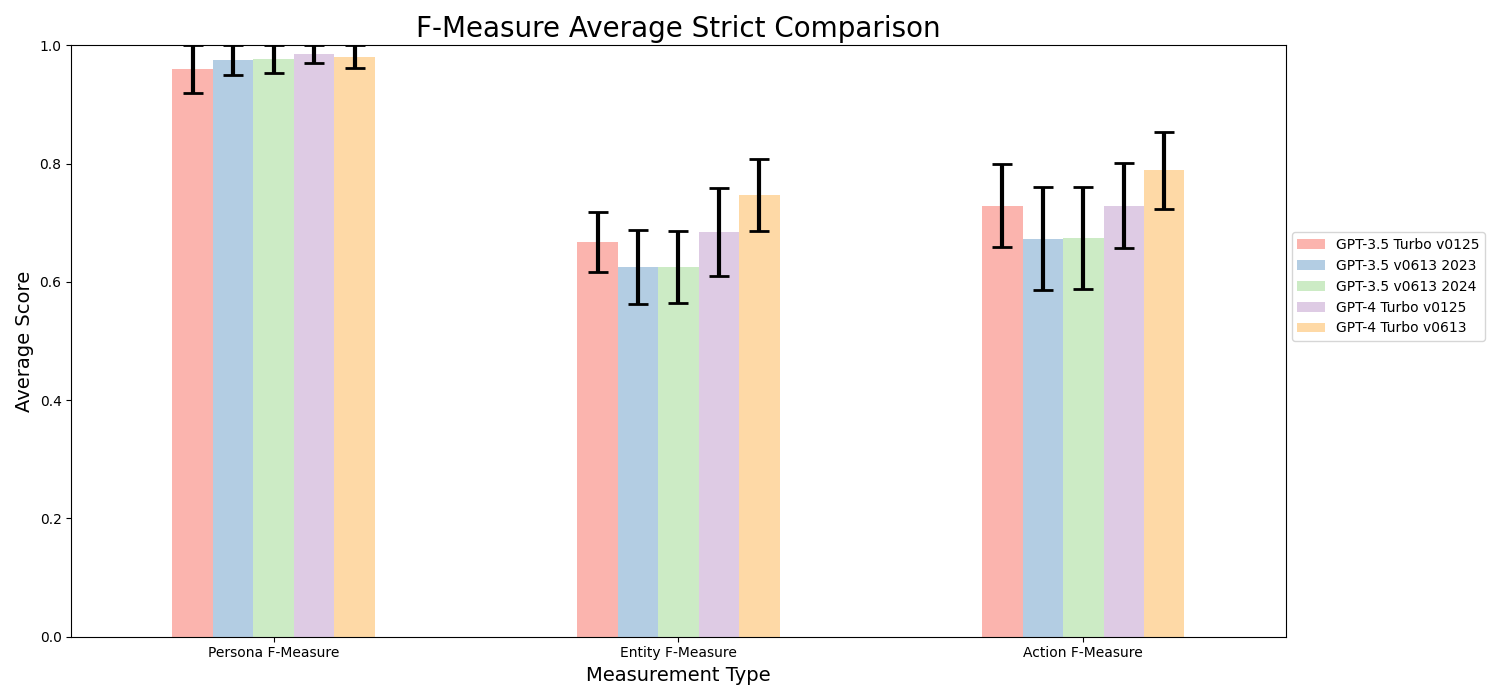 F-Measure Average Strict Comparison
1.0
0.8
0.6
0.4
0.2
0.0
Average Score
Persona F-Measure
Entity F-Measure
Action F-Measure
Measurement Type
GPT-3.5 Turbo v0125
GPT-3.5 v0613 2023
GPT-3.5 v0613 2024
GPT-4 Turbo v0125
GPT-4 Turbo v0613